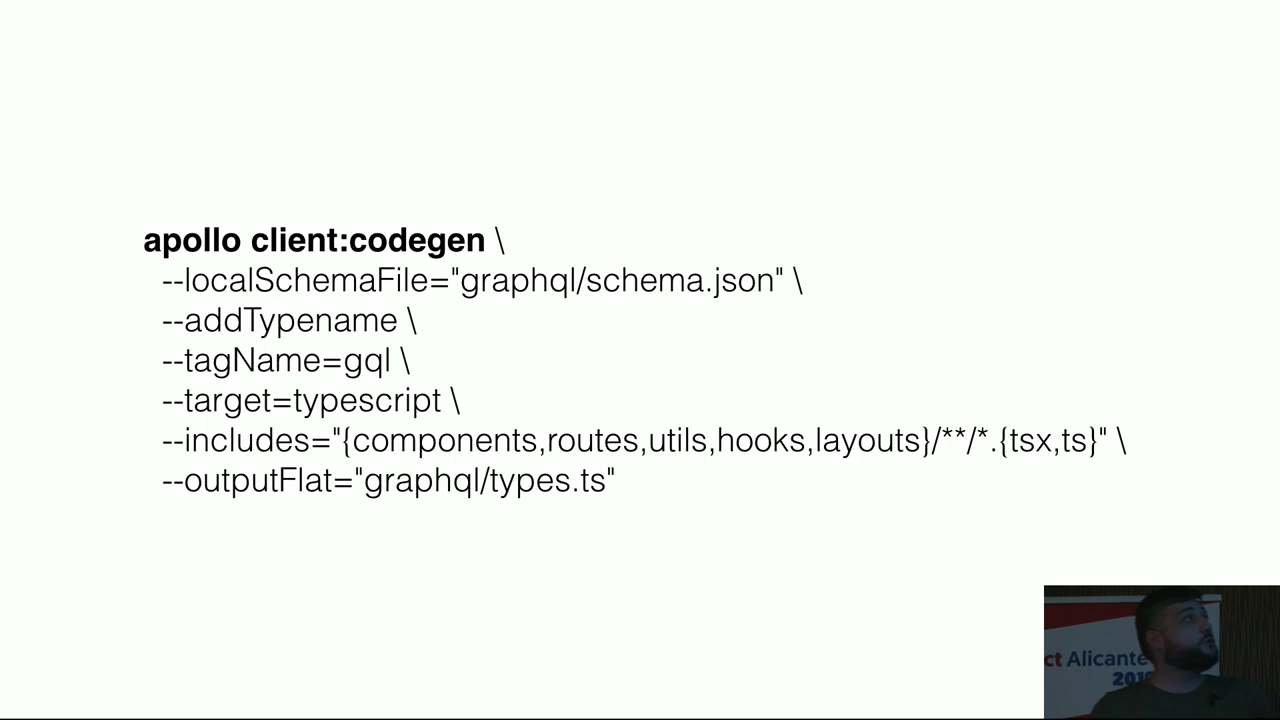 apollo client:codegen \
--localSchemaFile="graphql/schema.json" \
--addTypename \
--tagName=gql \
--target=typescript \
--includes="{components,routes,utils,hooks,layouts}/**/*.{tsx,ts}" \
--outputFlat="graphql/types.ts"
ct Alicante